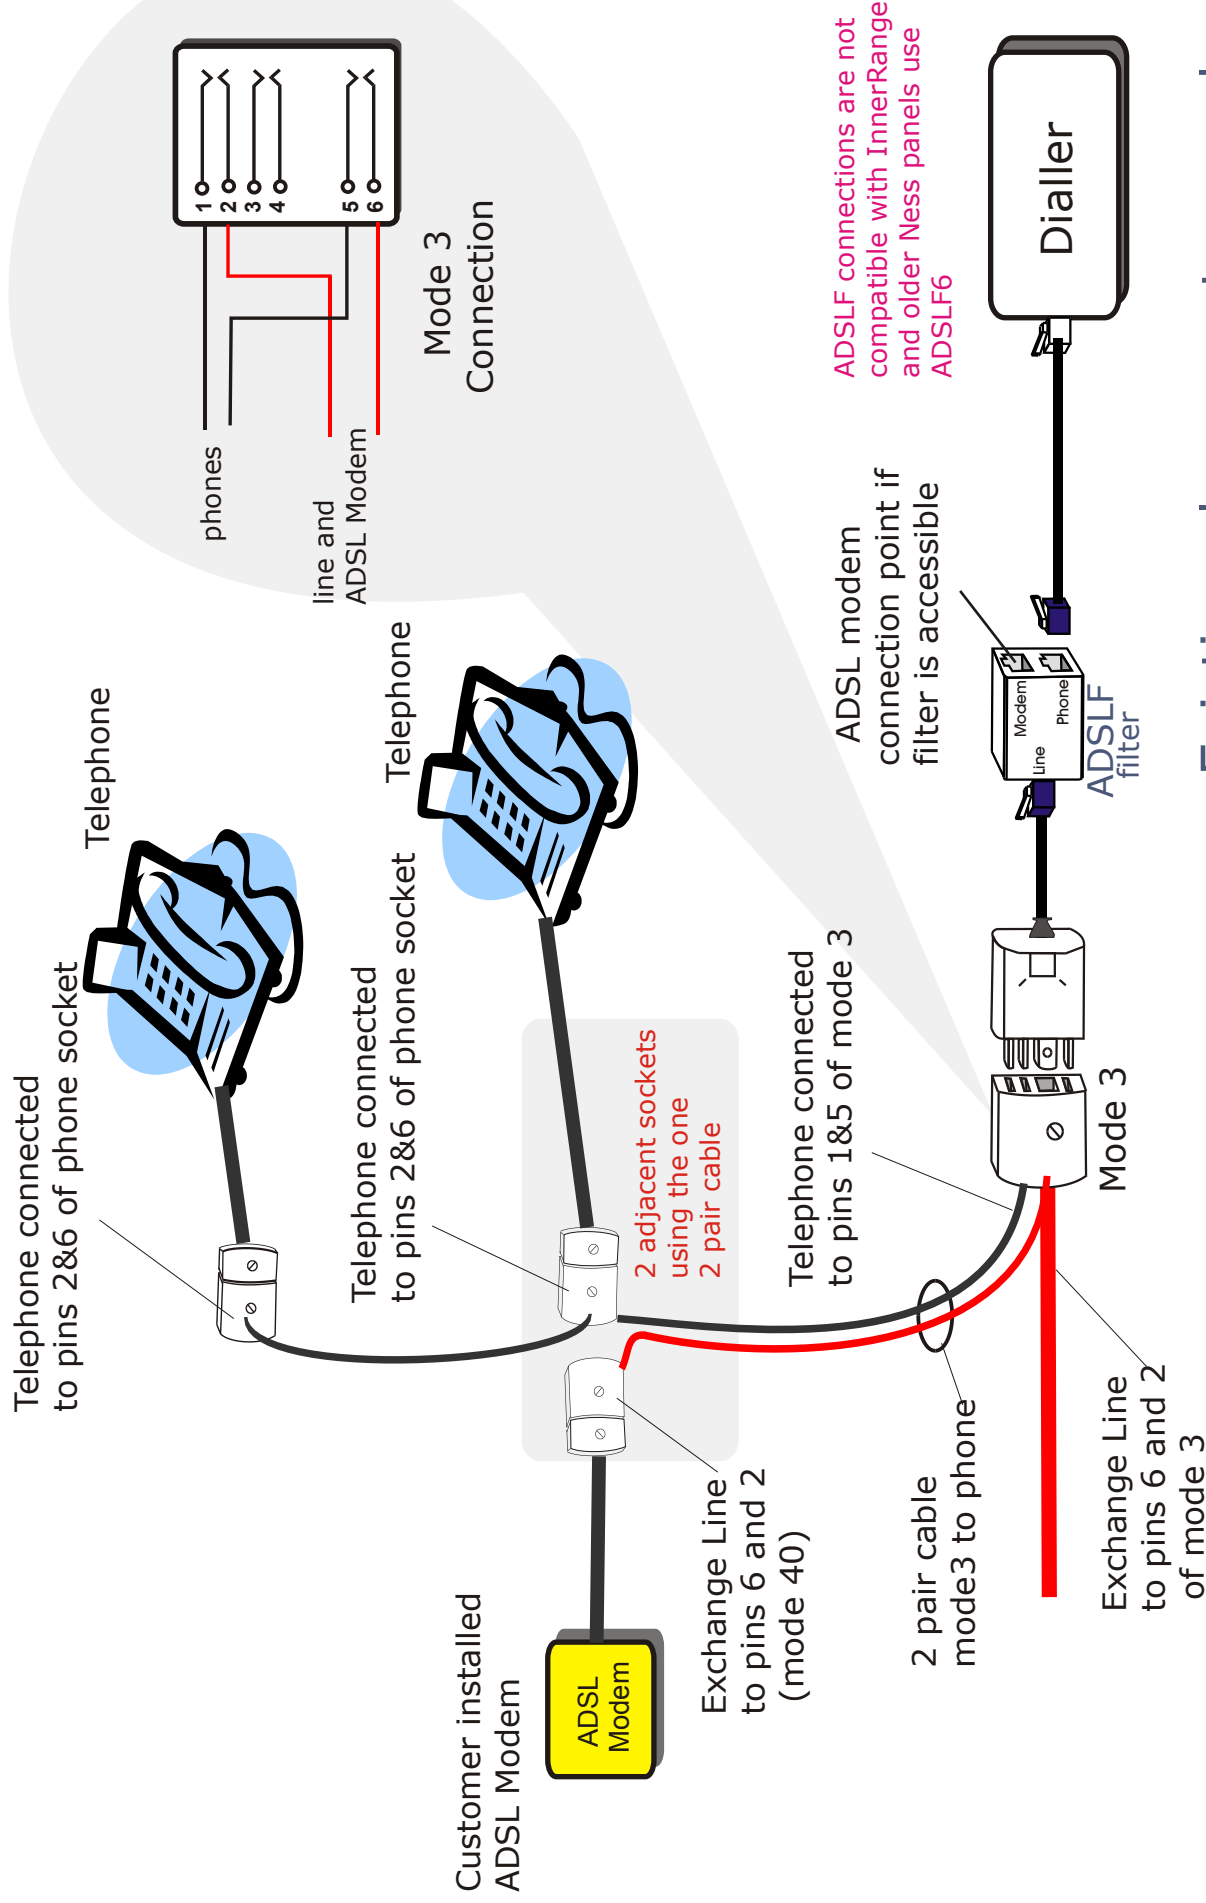 Telephone connected
to pins 2&6 of phone socket
Telephone
Telephone connected
to pins 2&6 of phone socket
Telephone
Customer installed
ADSL Modem
ADSL
Modem
Exchange Line
to pins 6 and 2
(mode 40)
2 adjacent sockets
using the one
2 pair cable
Telephone connected
to pins 1&5 of mode 3
2 pair cable
mode3 to phone
Exchange Line
to pins 6 and 2
of mode 3
Mode 3
phones
line and
ADSL Modem
1
2
3
4
5
6
Mode 3
Connection
ADSL modem
connection point if
filter is accessible
Line
Modem
Phone
ADSLF
filter
ADSLF connections are not
compatible with InnerRange
and older Ness panels use
ADSLF6
Dialler